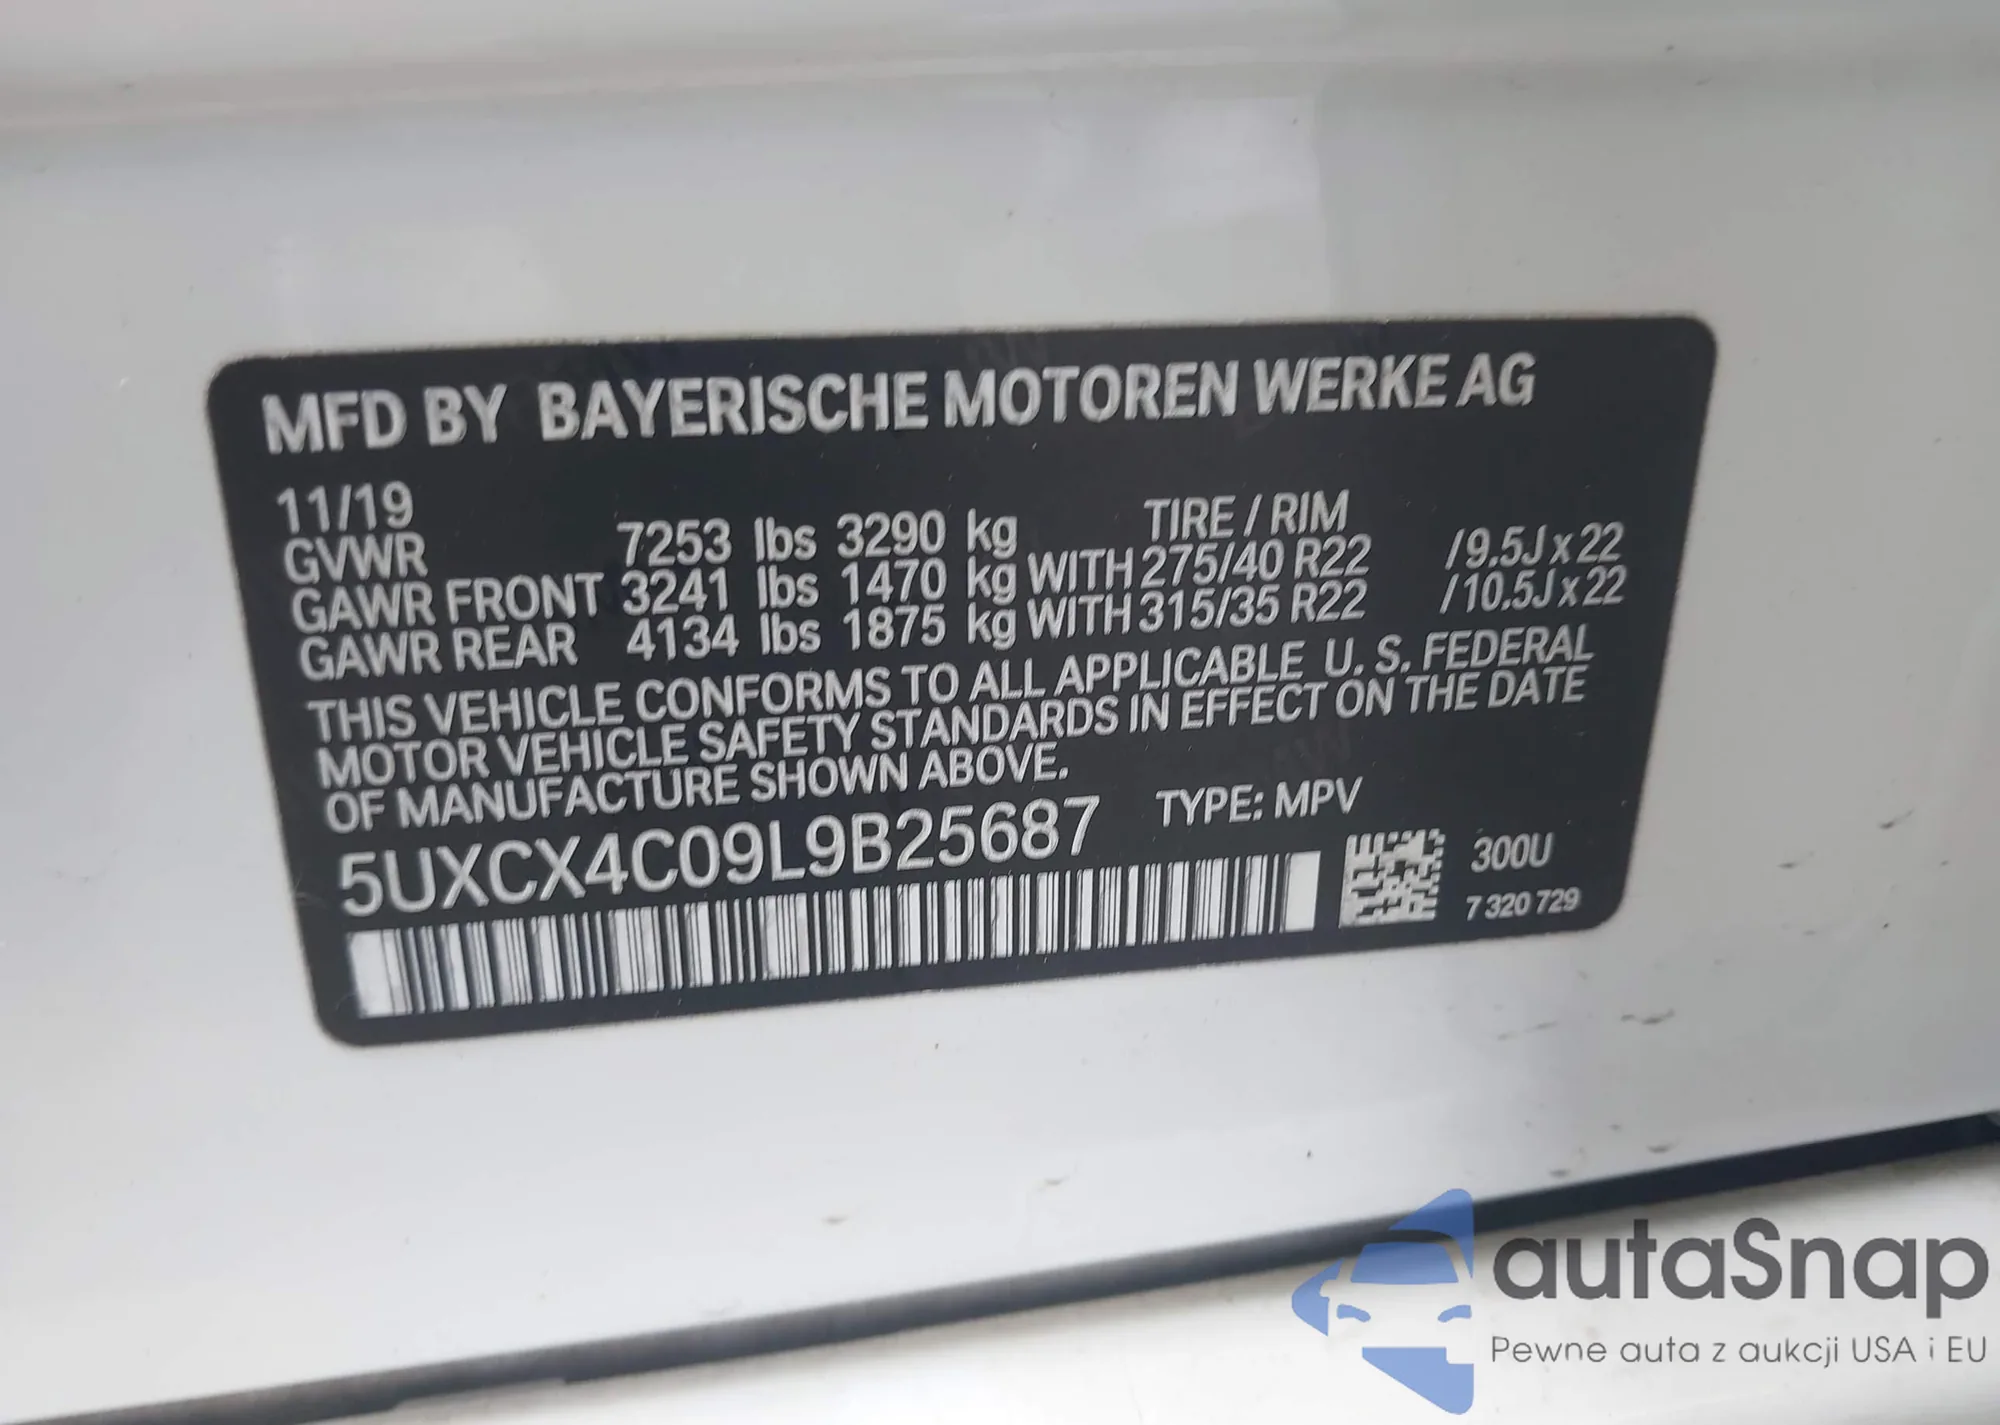 MFD BY BAYERISCHE MOTOREN WERKE AG
11/19
TIRE / RIM
GVWR 7253 lbs 3290 kg
GAWR FRONT 3241 lbs 1470 kg WITH 275/40 R22 /9.5J x 22
GAWR REAR 4134 lbs 1875 kg WITH 315/35 R22 /10.5J x 22
THIS VEHICLE CONFORMS TO ALL APPLICABLE U. S. FEDERAL
MOTOR VEHICLE SAFETY STANDARDS IN EFFECT ON THE DATE
OF MANUFACTURE SHOWN ABOVE.
5UXCX4C09L9B25687 TYPE: MPV
300U
7 320 729
autaSnap
Pewne auta z aukcji USA i EU